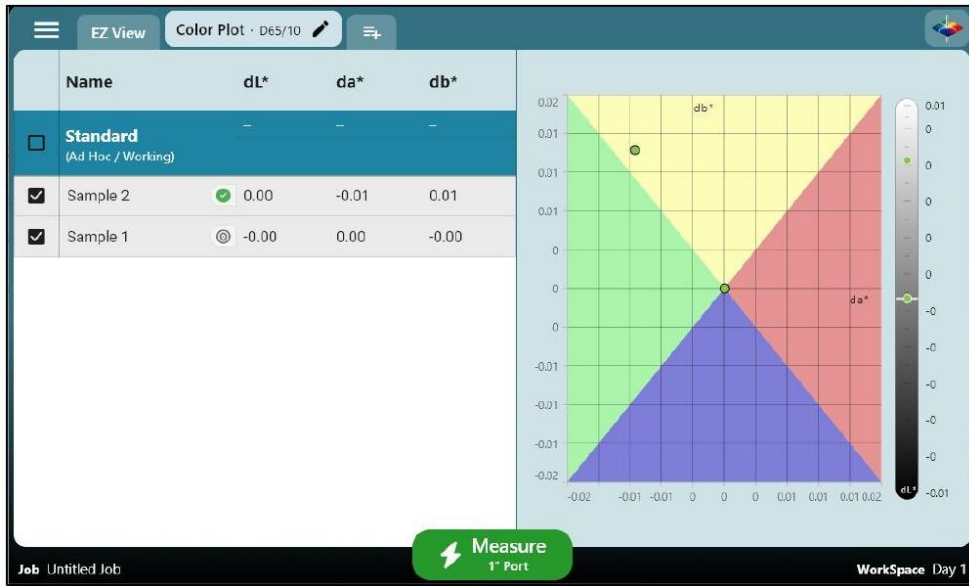 EZ View
Color Plot · D65/10
Name dL* da* db*
Standard – – –
(Ad Hoc / Working)
Sample 2 0.00 -0.01 0.01
Sample 1 -0.00 0.00 -0.00
db*
0.02
0.01
0.01
0.01
0
0
0
-0.01
-0.01
-0.01
-0.02
-0.02 -0.01 -0.01 0 0 0 0.01 0.01 0.01 0.02
da*
0.01
0
0
0
0
0
-0
-0
-0
-0
-0
-0.01
dL*
Measure
1" Port
Job Untitled Job
WorkSpace Day 1